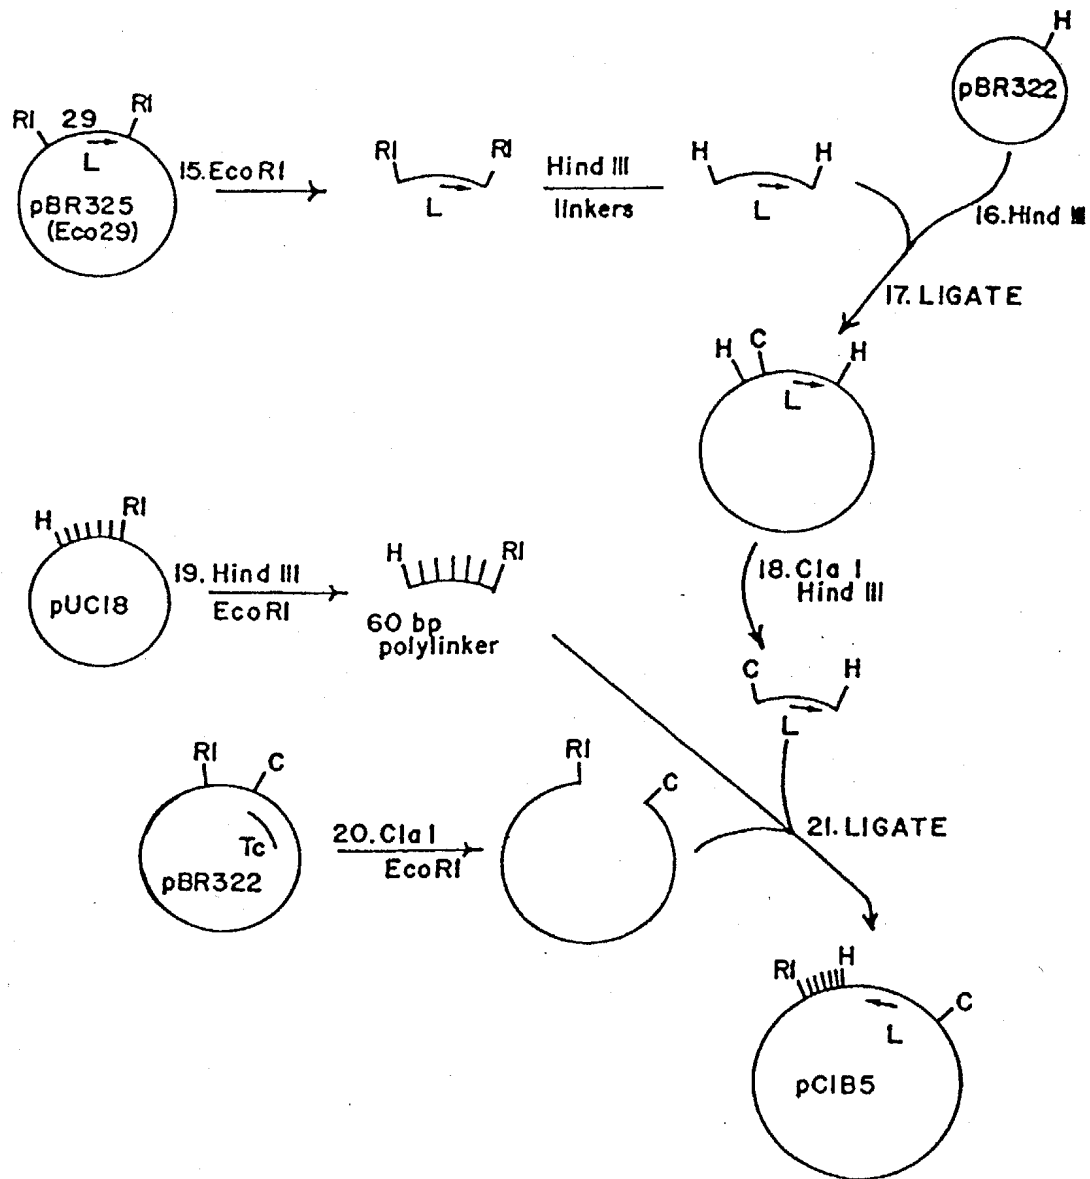 H
pBR322
RI 29 RI
L
pBR325
(Eco29)
15. EcoRI
RI RI
L
Hind III
linkers
H H
L
16. Hind III
17. LIGATE
H C H
L
H RI
pUC18
19. Hind III
EcoRI
H RI
60 bp
polylinker
18. Cla I
Hind III
C H
L
RI C
Tc
pBR322
20. Cla I
EcoRI
RI
C
21. LIGATE
RI H
C
L
pCIB5